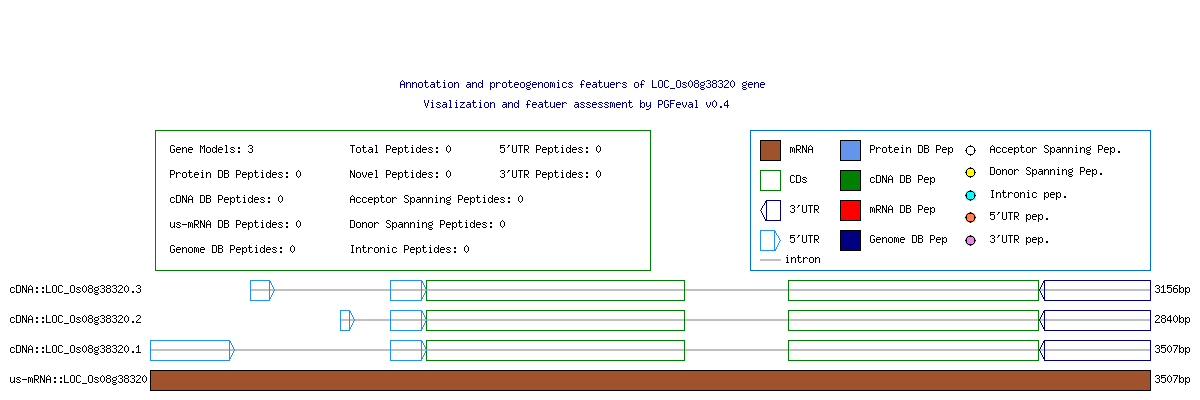 Annotation and proteogenomics featuers of LOC_Os08g38320 gene
Visalization and featuer assessment by PGFeval v0.4
Gene Models: 3 Total Peptides: 0 5'UTR Peptides: 0
Protein DB Peptides: 0 Novel Peptides: 0 3'UTR Peptides: 0
cDNA DB Peptides: 0 Acceptor Spanning Peptides: 0
us-mRNA DB Peptides: 0 Donor Spanning Peptides: 0
Genome DB Peptides: 0 Intronic Peptides: 0
mRNA Protein DB Pep Acceptor Spanning Pep.
CDs cDNA DB Pep Donor Spanning Pep.
3'UTR mRNA DB Pep Intronic pep.
5'UTR Genome DB Pep 5'UTR pep.
intron 3'UTR pep.
cDNA::LOC_Os08g38320.3 3156bp
cDNA::LOC_Os08g38320.2 2840bp
cDNA::LOC_Os08g38320.1 3507bp
us-mRNA::LOC_Os08g38320 3507bp